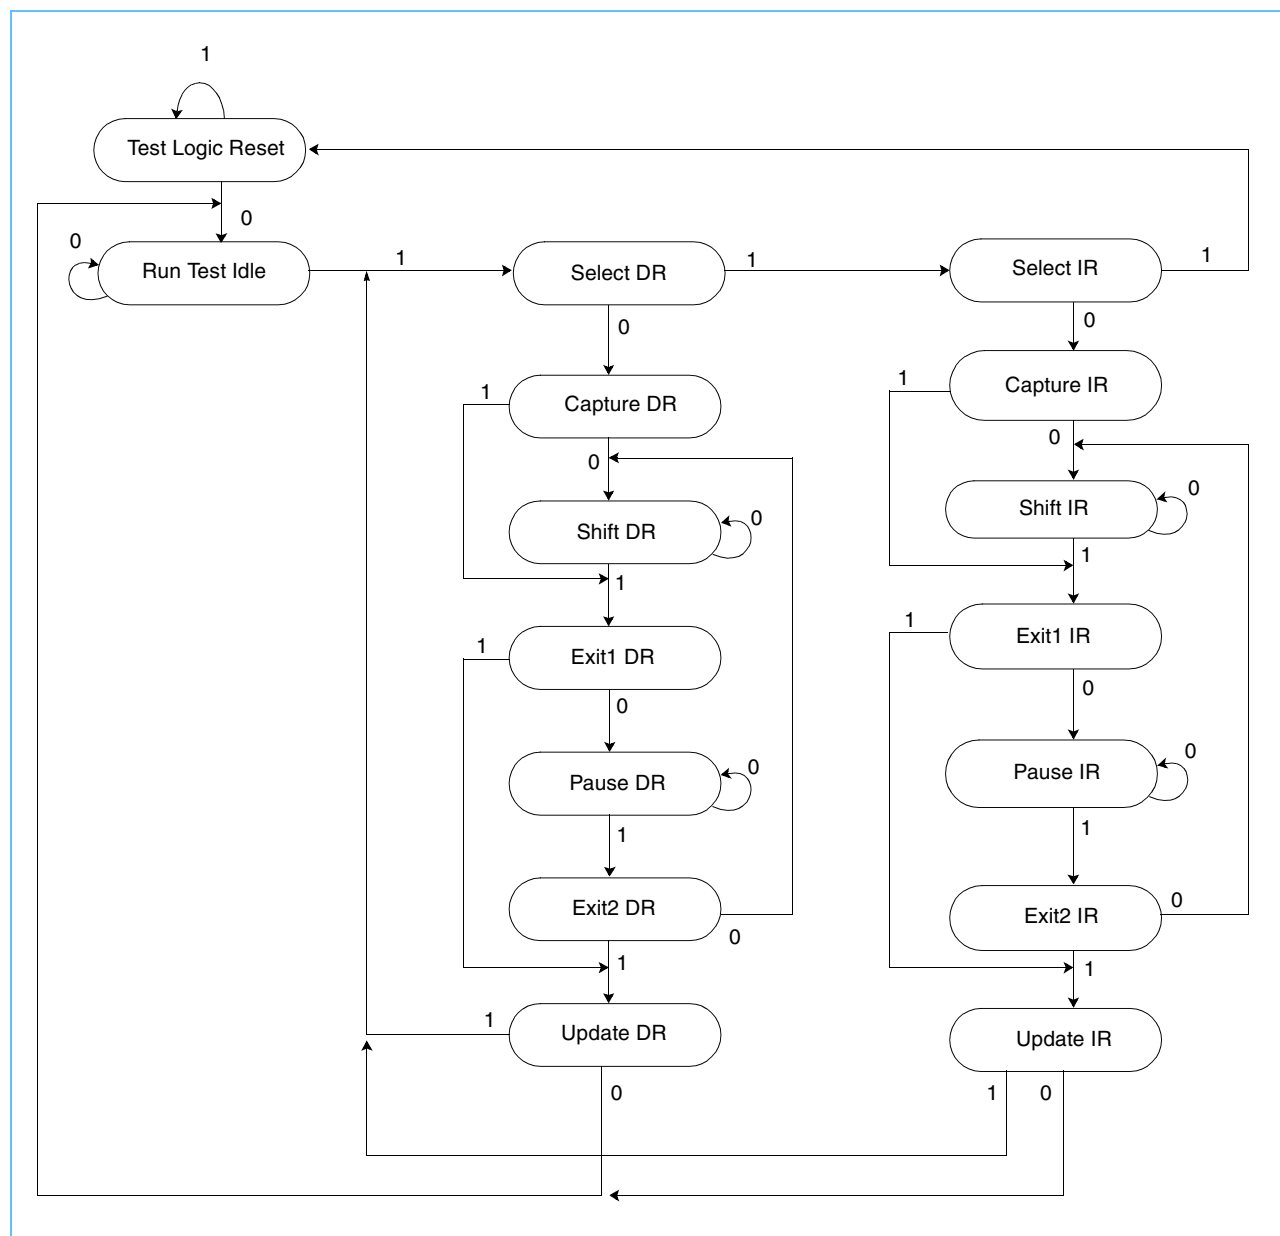 1
Test Logic Reset
0
0
Run Test Idle
1
Select DR
1
Select IR
1
0
0
1
Capture DR
1
Capture IR
0
0
Shift DR
0
Shift IR
0
1
1
1
Exit1 DR
1
Exit1 IR
0
0
Pause DR
0
Pause IR
0
1
1
Exit2 DR
0
Exit2 IR
0
1
1
1
Update DR
Update IR
0
1
0